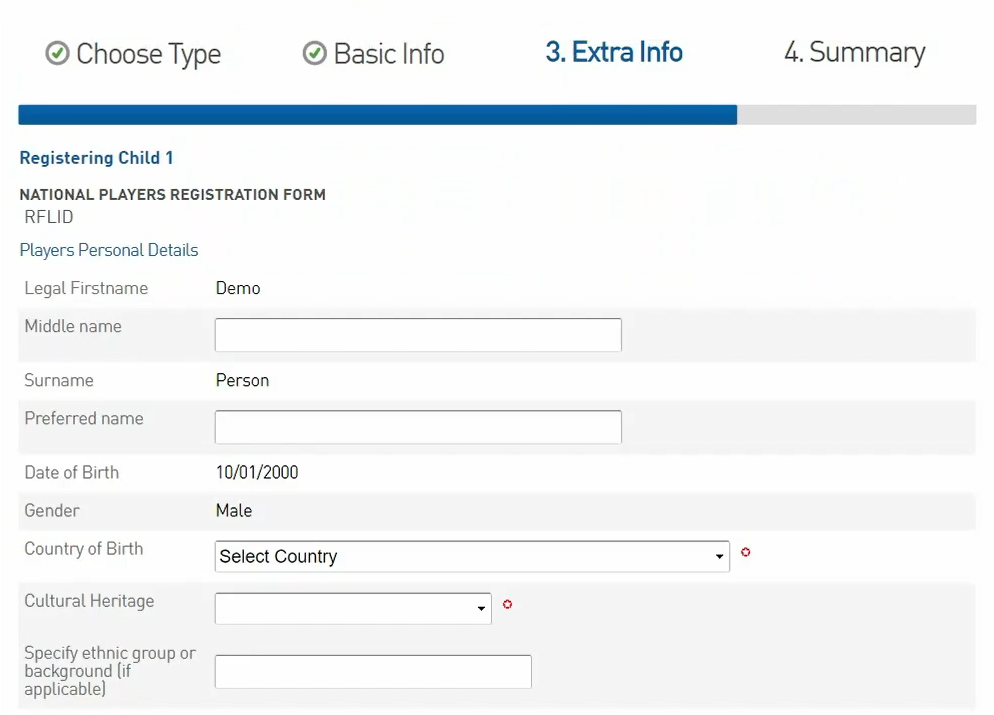 Choose Type Basic Info 3. Extra Info 4. Summary
Registering Child 1
NATIONAL PLAYERS REGISTRATION FORM
RFLID
Players Personal Details
Legal Firstname Demo
Middle name
Surname Person
Preferred name
Date of Birth 10/01/2000
Gender Male
Country of Birth Select Country
Cultural Heritage
Specify ethnic group or
background (if
applicable)